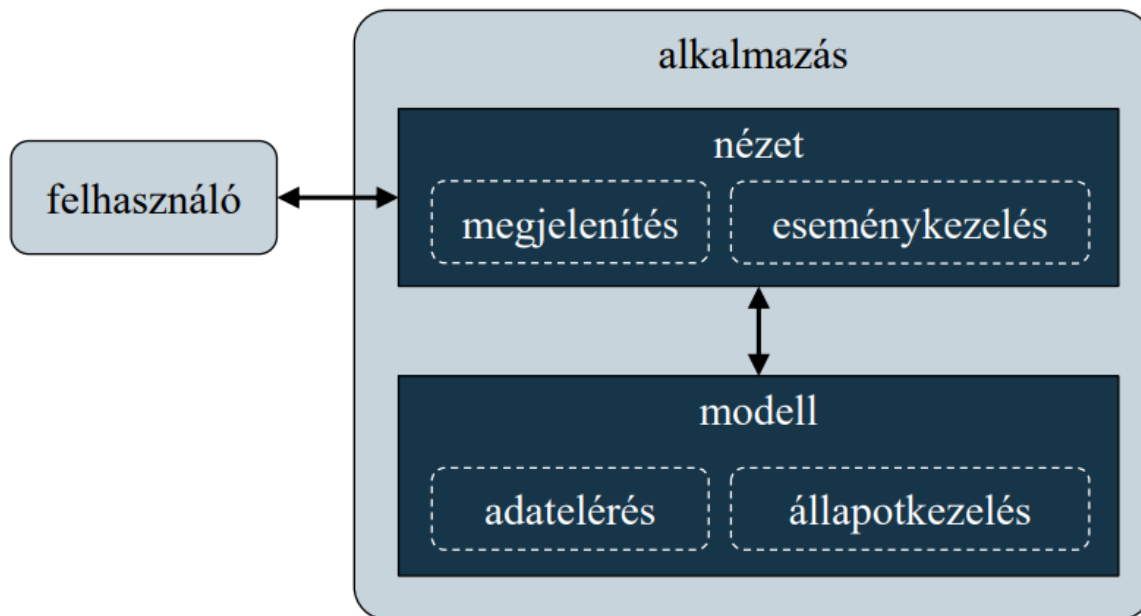 alkalmazás
felhasználó
nézet
megjelenítés
eseménykezelés
modell
adatelérés
állapotkezelés